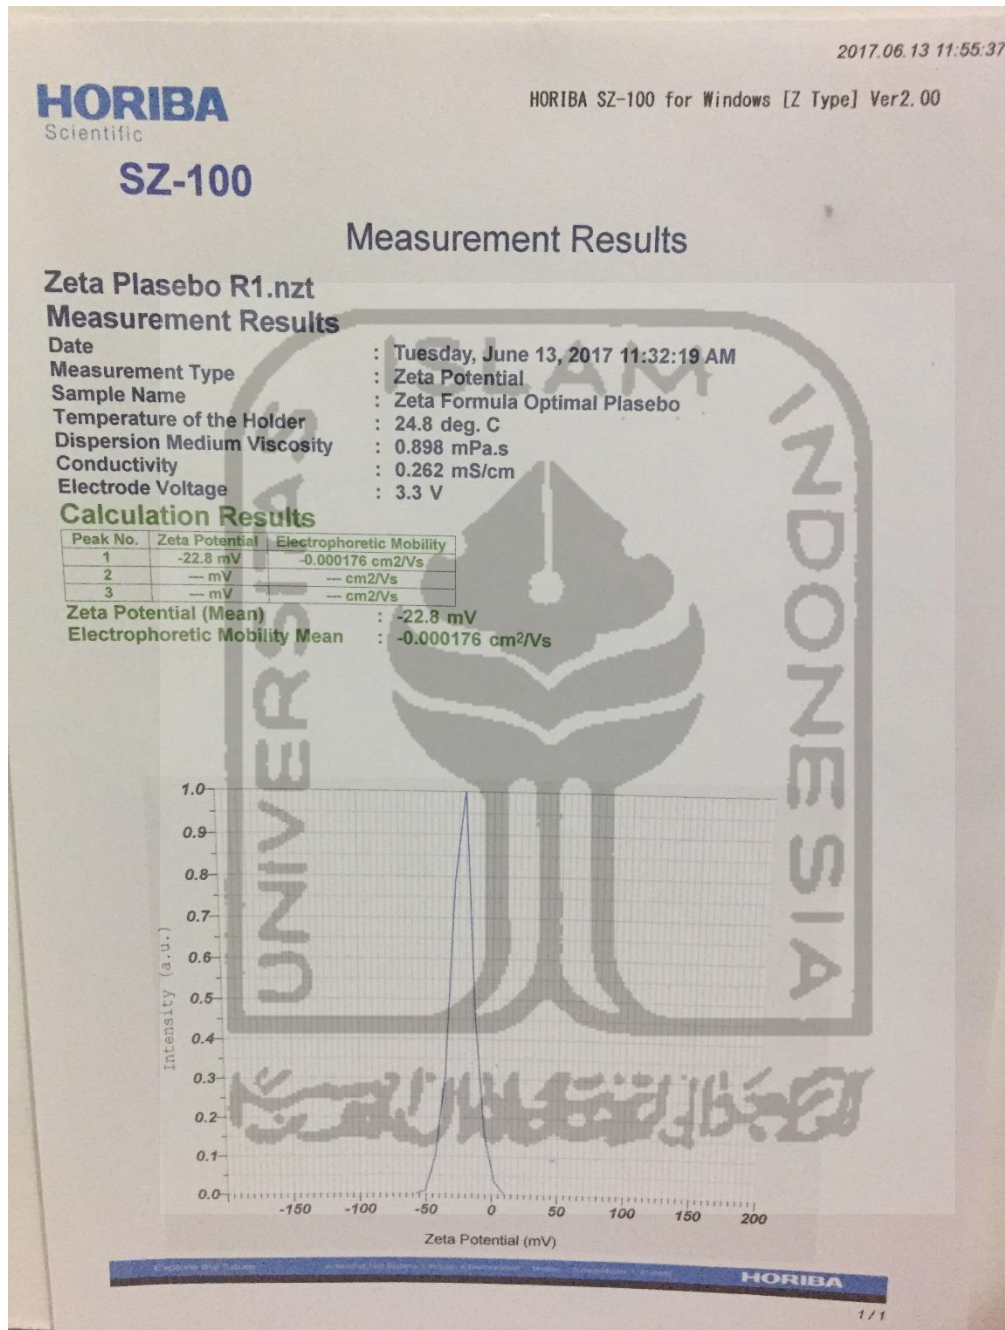 2017.06.13 11:55:37
HORIBA
Scientific
HORIBA SZ-100 for Windows [Z Type] Ver2.00
SZ-100
Measurement Results
Zeta Plasebo R1.nzt
Measurement Results
Date : Tuesday, June 13, 2017 11:32:19 AM
Measurement Type : Zeta Potential
Sample Name : Zeta Formula Optimal Plasebo
Temperature of the Holder : 24.8 deg. C
Dispersion Medium Viscosity : 0.898 mPa.s
Conductivity : 0.262 mS/cm
Electrode Voltage : 3.3 V
Calculation Results
Peak No. Zeta Potential Electrophoretic Mobility
1 -22.8 mV -0.000176 cm2/Vs
2 --- mV --- cm2/Vs
3 --- mV --- cm2/Vs
Zeta Potential (Mean) : -22.8 mV
Electrophoretic Mobility Mean : -0.000176 cm²/Vs
UNIVERSITAS
ISLAM
INDONESIA
1.0
0.9
0.8
0.7
0.6
0.5
0.4
0.3
0.2
0.1
0.0
Intensity (a.u.)
-150 -100 -50 0 50 100 150 200
Zeta Potential (mV)
Explore the future
HORIBA
1 / 1